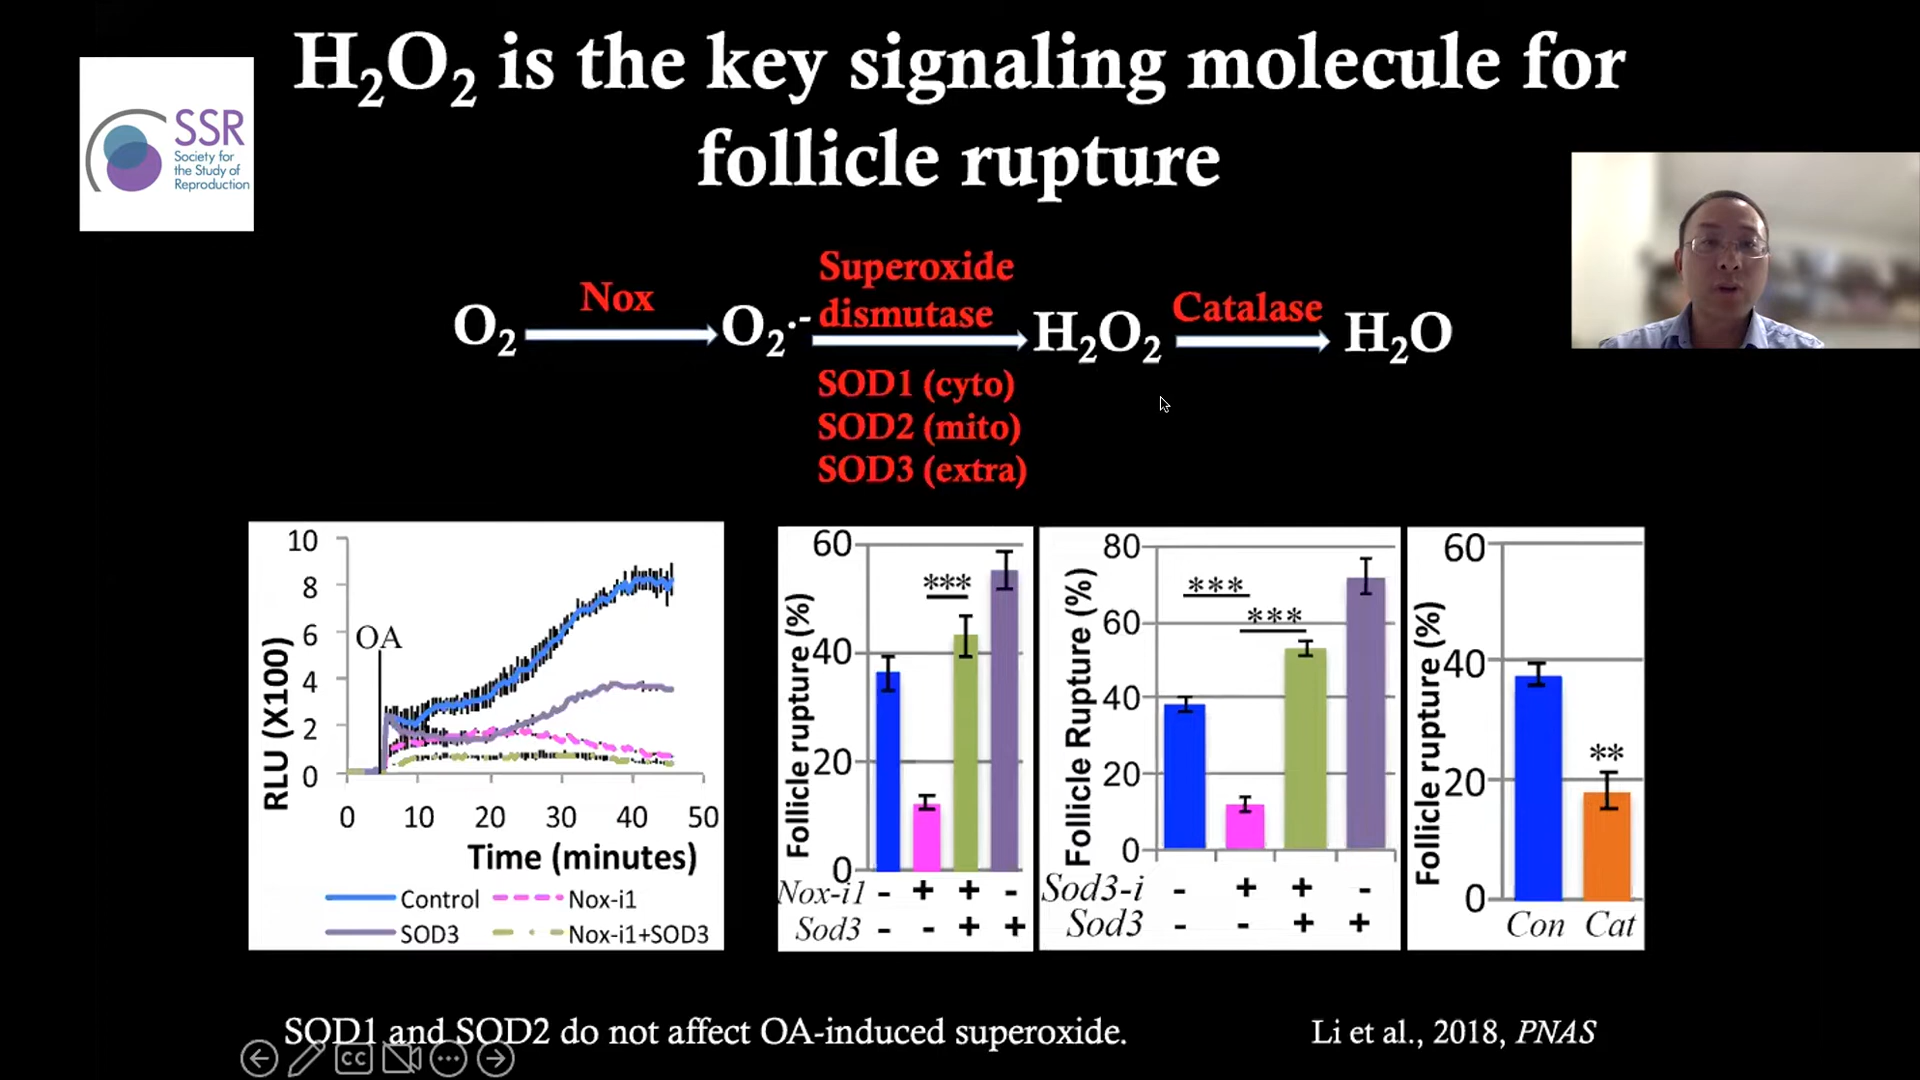 H₂O₂ is the key signaling molecule for
follicle rupture
SSR
Society for
the Study of
Reproduction
O₂
Nox
O₂·-
Superoxide
dismutase
SOD1 (cyto)
SOD2 (mito)
SOD3 (extra)
H₂O₂
Catalase
H₂O
RLU (X100)
10
8
6
4
2
0
OA
0 10 20 30 40 50
Time (minutes)
Control Nox-i1
SOD3 Nox-i1+SOD3
Follicle rupture (%)
60
40
20
0
***
Nox-i1 - + + -
Sod3 - - + +
Follicle Rupture (%)
80
60
40
20
0
***
***
Sod3-i - + + -
Sod3 - - + +
Follicle rupture (%)
60
40
20
0
**
Con Cat
SOD1 and SOD2 do not affect OA-induced superoxide.
Li et al., 2018, PNAS
CC